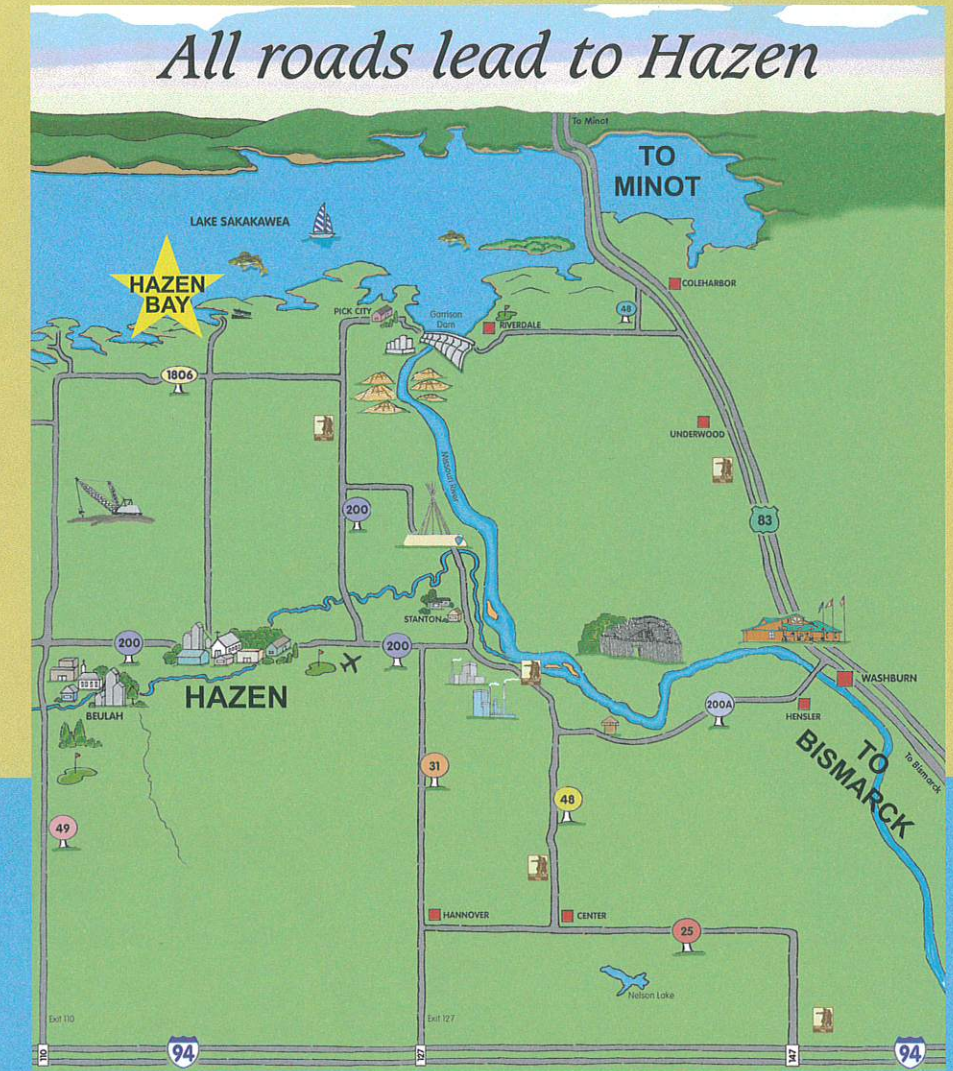 All roads lead to Hazen
To Minot
TO
MINOT
LAKE SAKAKAWEA
HAZEN
BAY
COLEHARBOR
PICK CITY
Garrison
Dam
48
RIVERDALE
1806
UNDERWOOD
Missouri River
200
83
STANTON
200
200
HAZEN
BEULAH
WASHBURN
200A
HENSLER
TO
BISMARCK
To Bismarck
31
48
49
HANNOVER
CENTER
25
Nelson Lake
Exit 110
Exit 127
110
94
127
147
94